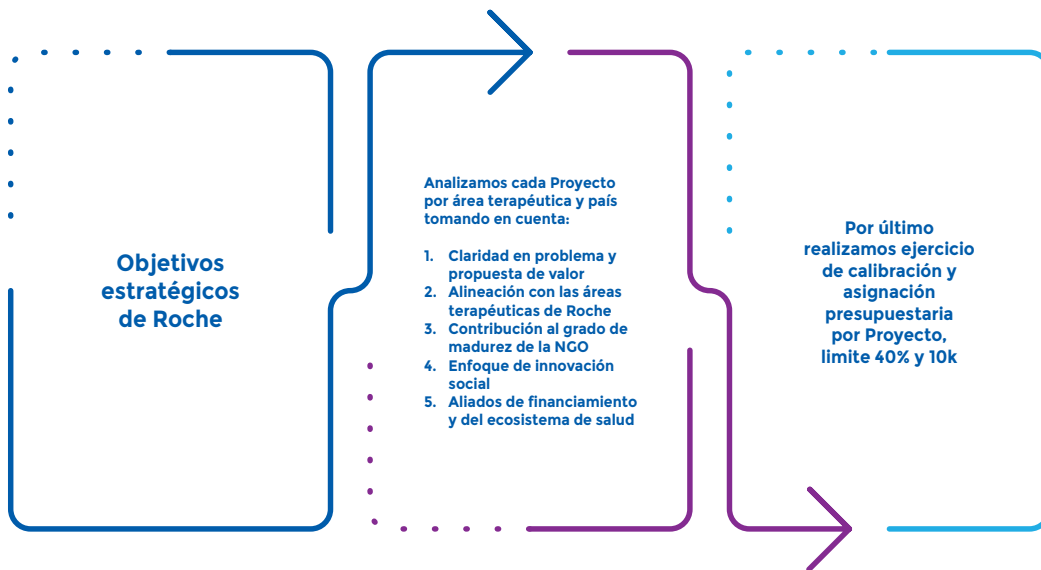 Objetivos
estratégicos
de Roche
Analizamos cada Proyecto
por área terapéutica y país
tomando en cuenta:
1. Claridad en problema y
propuesta de valor
2. Alineación con las áreas
terapéuticas de Roche
3. Contribución al grado de
madurez de la NGO
4. Enfoque de innovación
social
5. Aliados de financiamiento
y del ecosistema de salud
Por último
realizamos ejercicio
de calibración y
asignación
presupuestaria
por Proyecto,
limite 40% y 10k